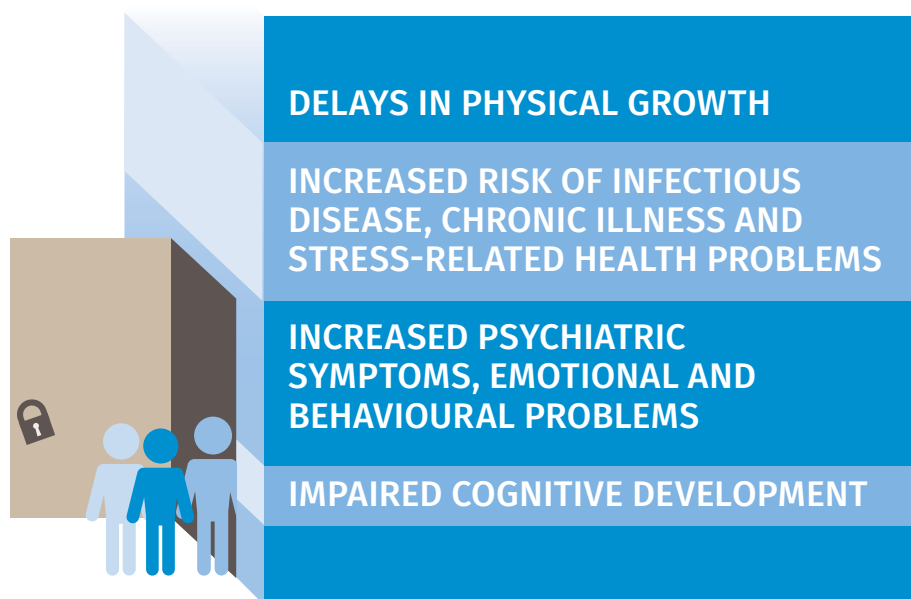 DELAYS IN PHYSICAL GROWTH
INCREASED RISK OF INFECTIOUS
DISEASE, CHRONIC ILLNESS AND
STRESS-RELATED HEALTH PROBLEMS
INCREASED PSYCHIATRIC
SYMPTOMS, EMOTIONAL AND
BEHAVIOURAL PROBLEMS
IMPAIRED COGNITIVE DEVELOPMENT